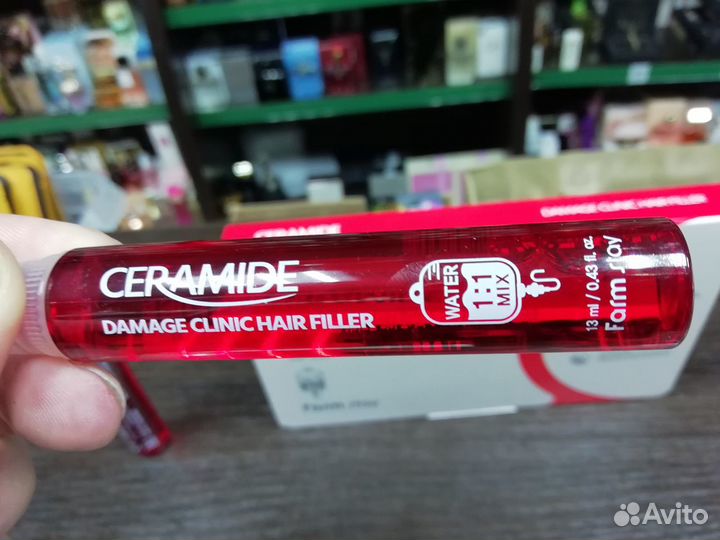 CERAMIDE
DAMAGE CLINIC HAIR FILLER
WATER
1:1
MIX
13 ml / 0.43 fl. oz.
Farm stay
CERAMIDE
DAMAGE CLINIC HAIR FILLER
Farm stay
Avito